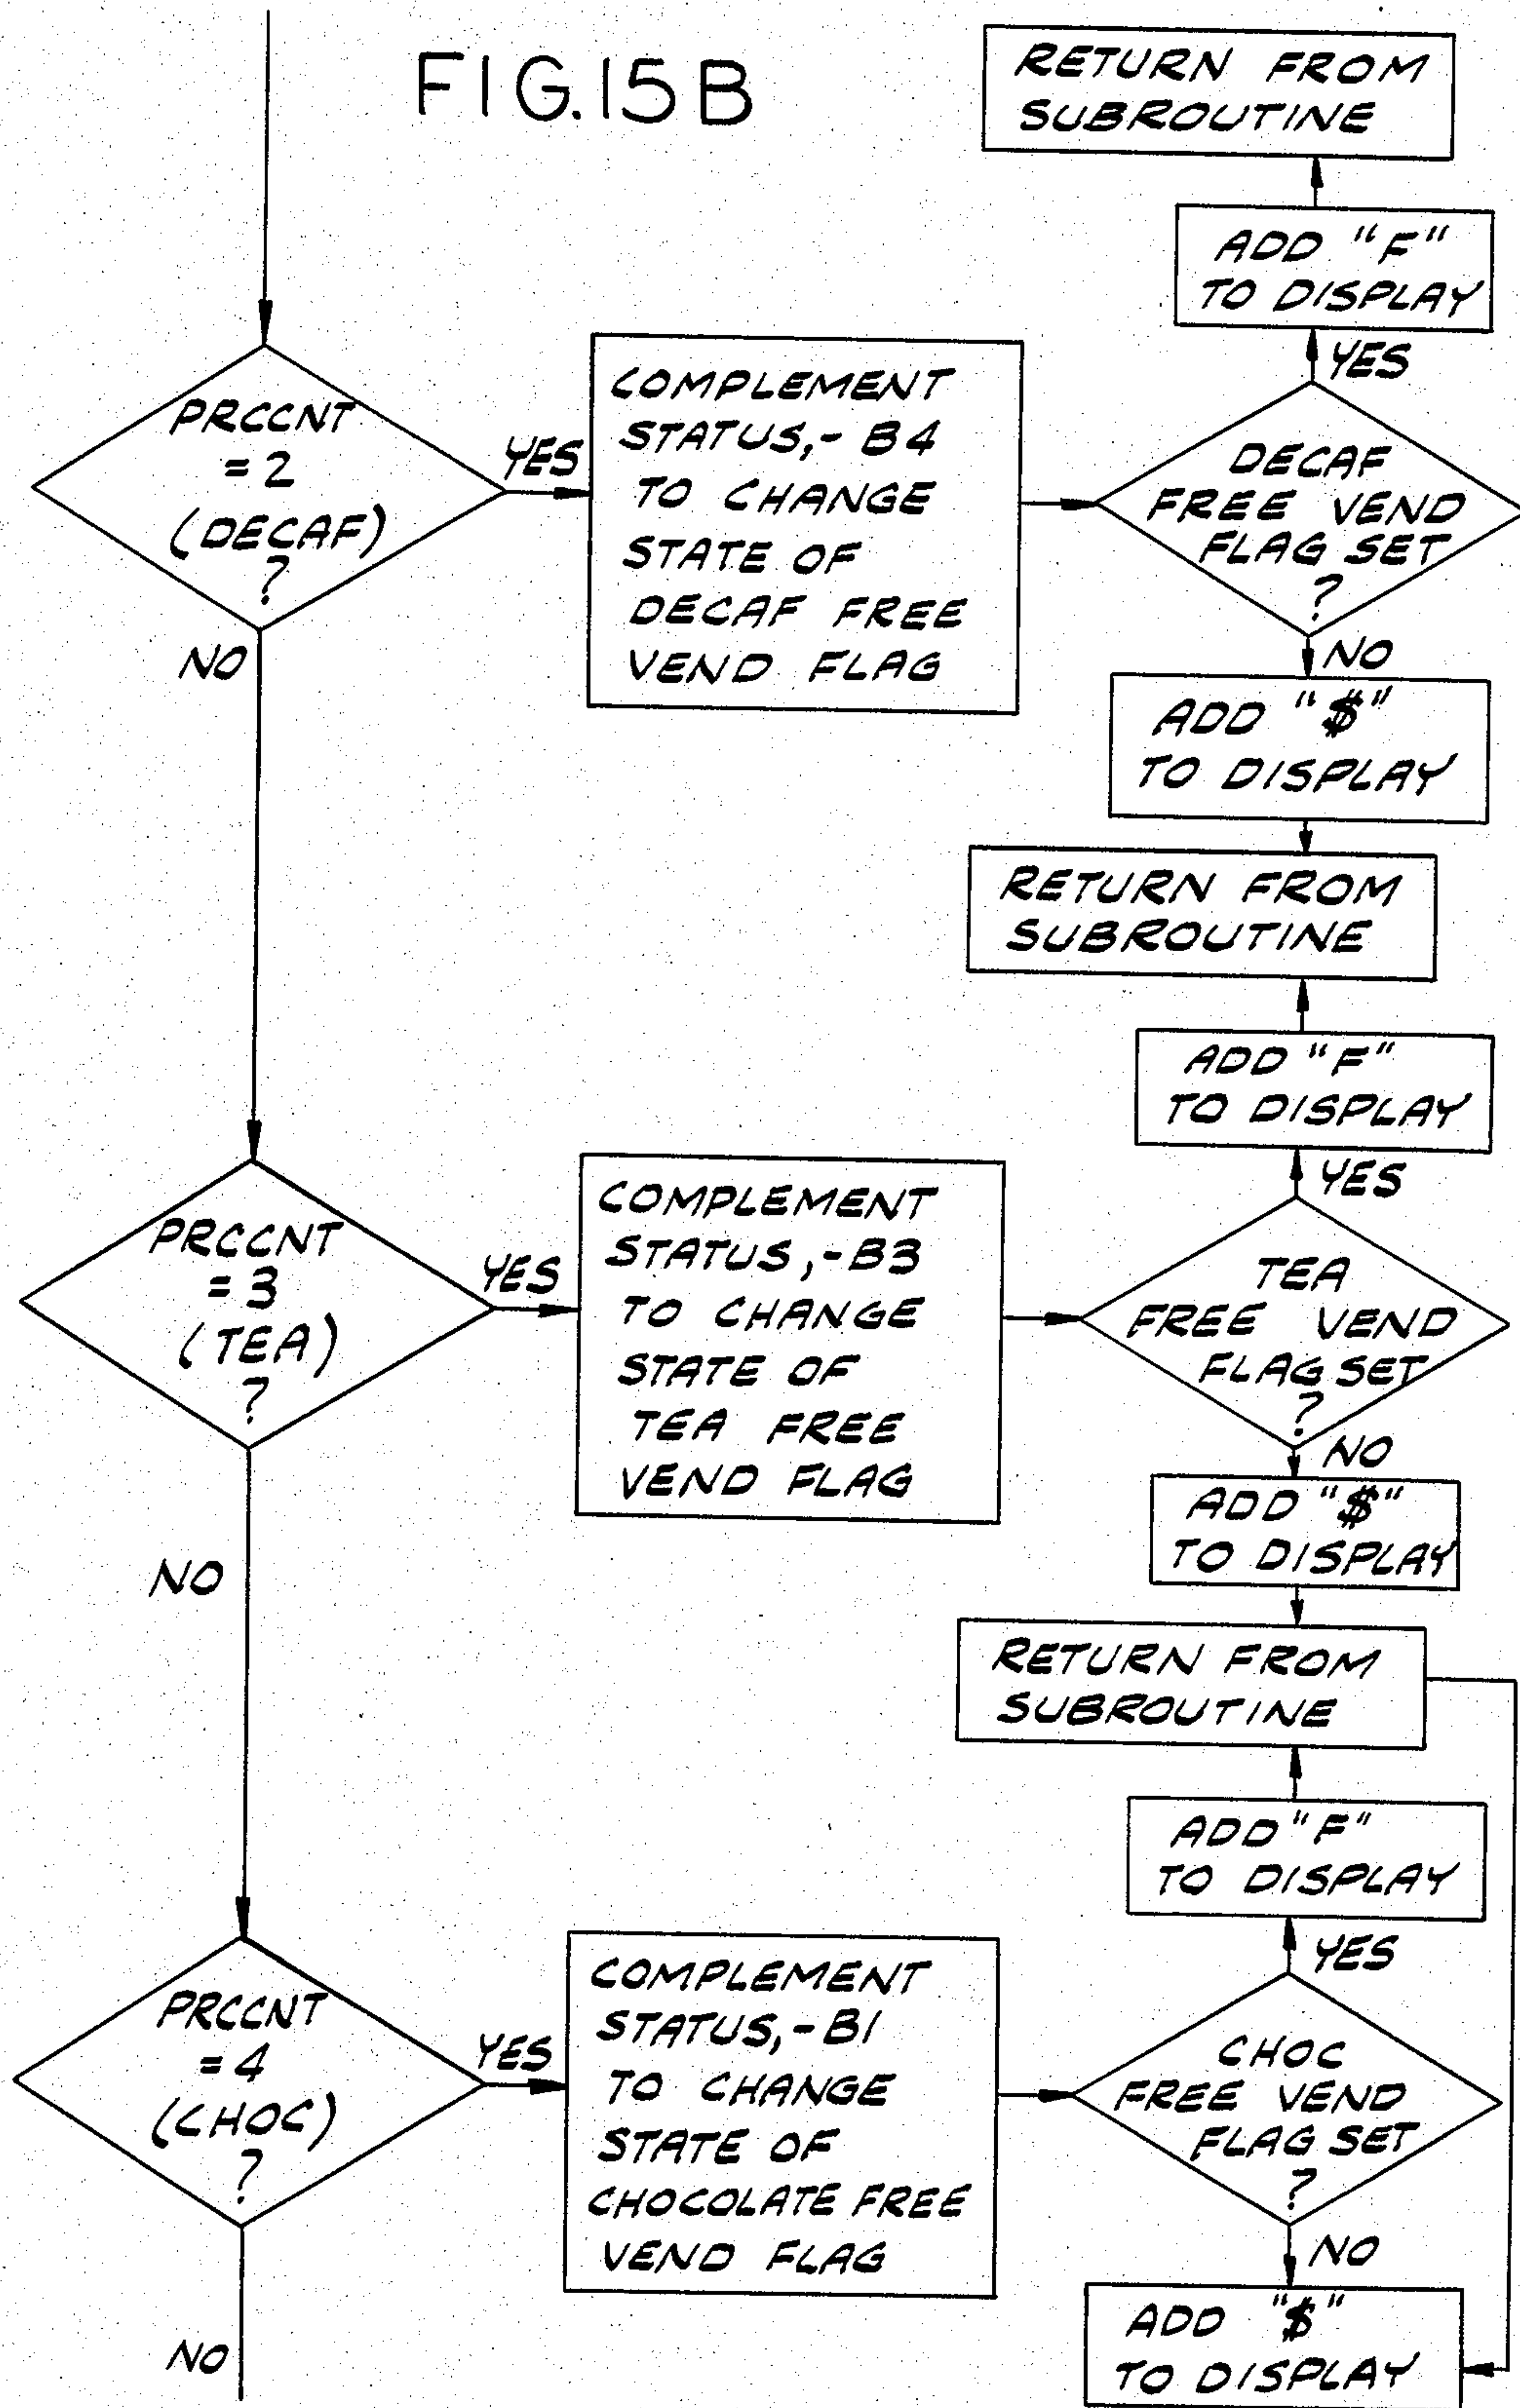 FIG.15B
RETURN FROM
SUBROUTINE
ADD "F"
TO DISPLAY
YES
PRCCNT
=2
(DECAF)
?
YES
NO
COMPLEMENT
STATUS,-B4
TO CHANGE
STATE OF
DECAF FREE
VEND FLAG
DECAF
FREE VEND
FLAG SET
?
NO
ADD "$"
TO DISPLAY
RETURN FROM
SUBROUTINE
ADD "F"
TO DISPLAY
YES
PRCCNT
=3
(TEA)
?
YES
NO
COMPLEMENT
STATUS,-B3
TO CHANGE
STATE OF
TEA FREE
VEND FLAG
TEA
FREE VEND
FLAG SET
?
NO
ADD "$"
TO DISPLAY
RETURN FROM
SUBROUTINE
ADD "F"
TO DISPLAY
YES
PRCCNT
=4
(CHOC)
?
YES
NO
COMPLEMENT
STATUS,-B1
TO CHANGE
STATE OF
CHOCOLATE FREE
VEND FLAG
CHOC
FREE VEND
FLAG SET
?
NO
ADD "$"
TO DISPLAY